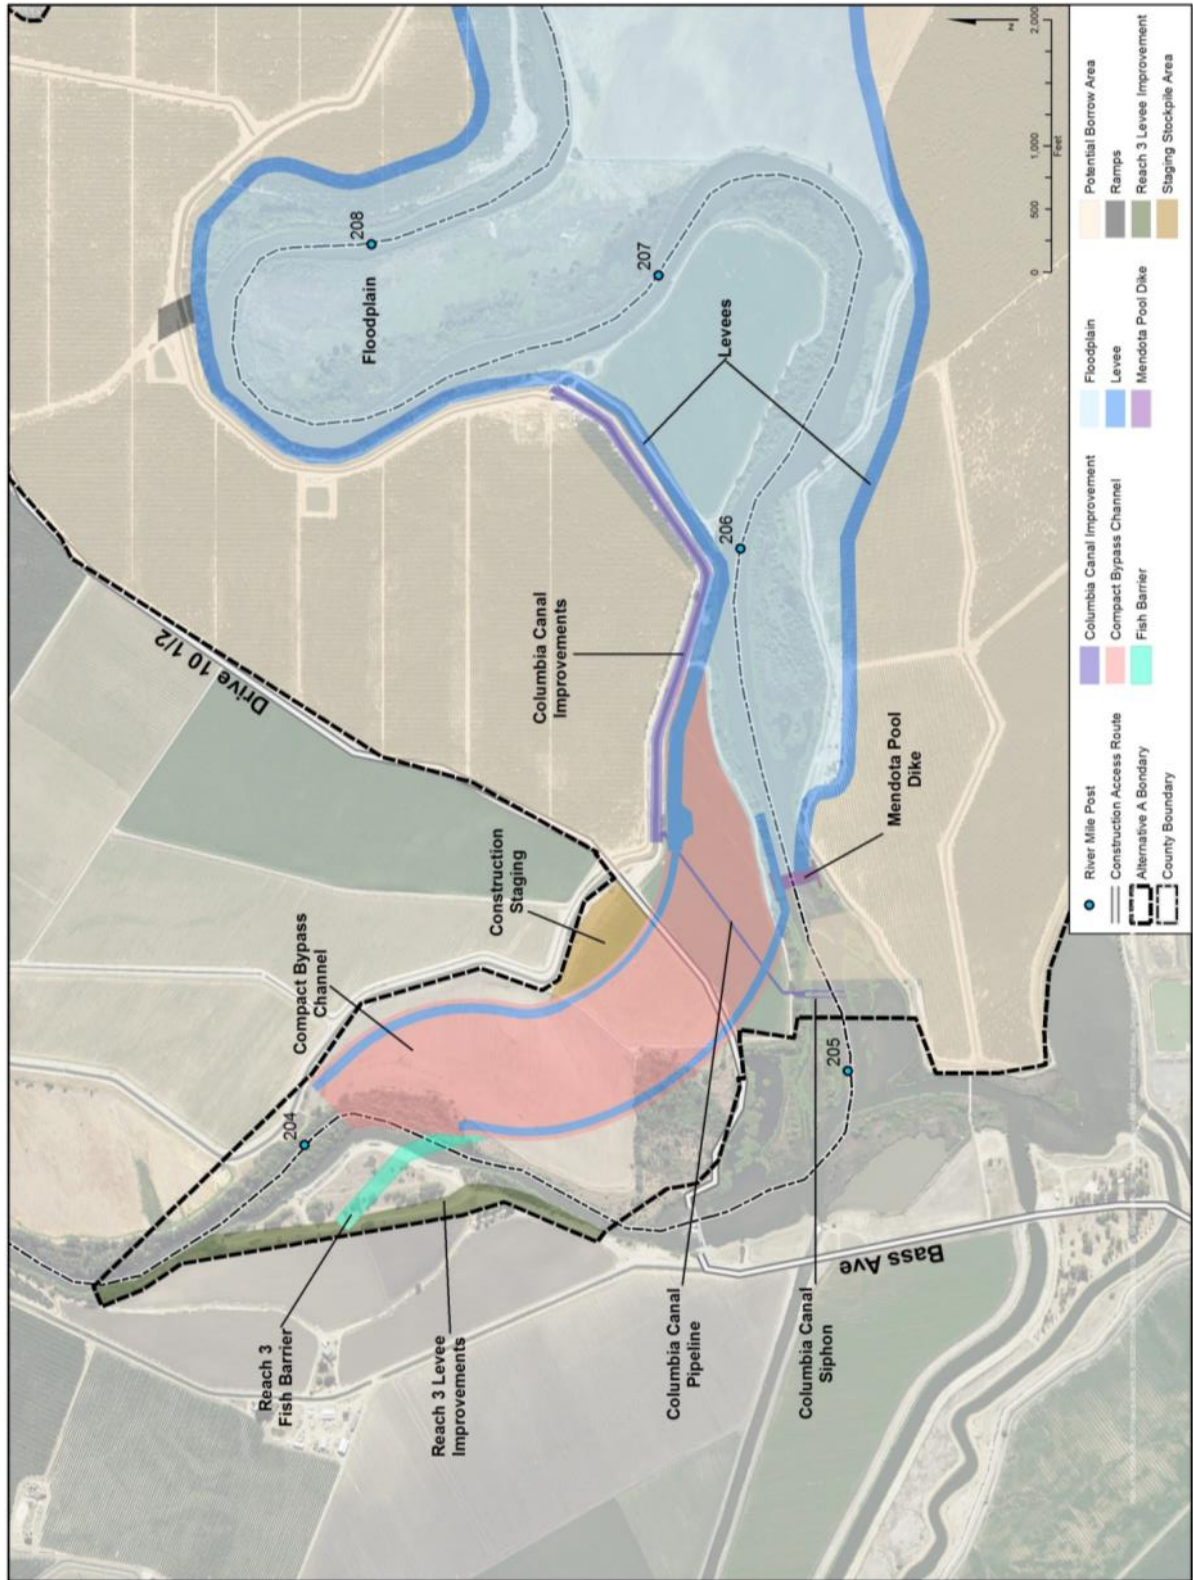 208
Floodplain
207
Levees
206
Drive 10 1/2
Columbia Canal
Improvements
Mendota Pool
Dike
Construction
Staging
Compact Bypass
Channel
205
204
Bass Ave
Reach 3
Fish Barrier
Reach 3 Levee
Improvements
Columbia Canal
Pipeline
Columbia Canal
Siphon
N
0 500 1,000 2,000
Feet
River Mile Post
Construction Access Route
Alternative A Bondary
County Boundary
Columbia Canal Improvement
Compact Bypass Channel
Fish Barrier
Floodplain
Levee
Mendota Pool Dike
Potential Borrow Area
Ramps
Reach 3 Levee Improvement
Staging Stockpile Area